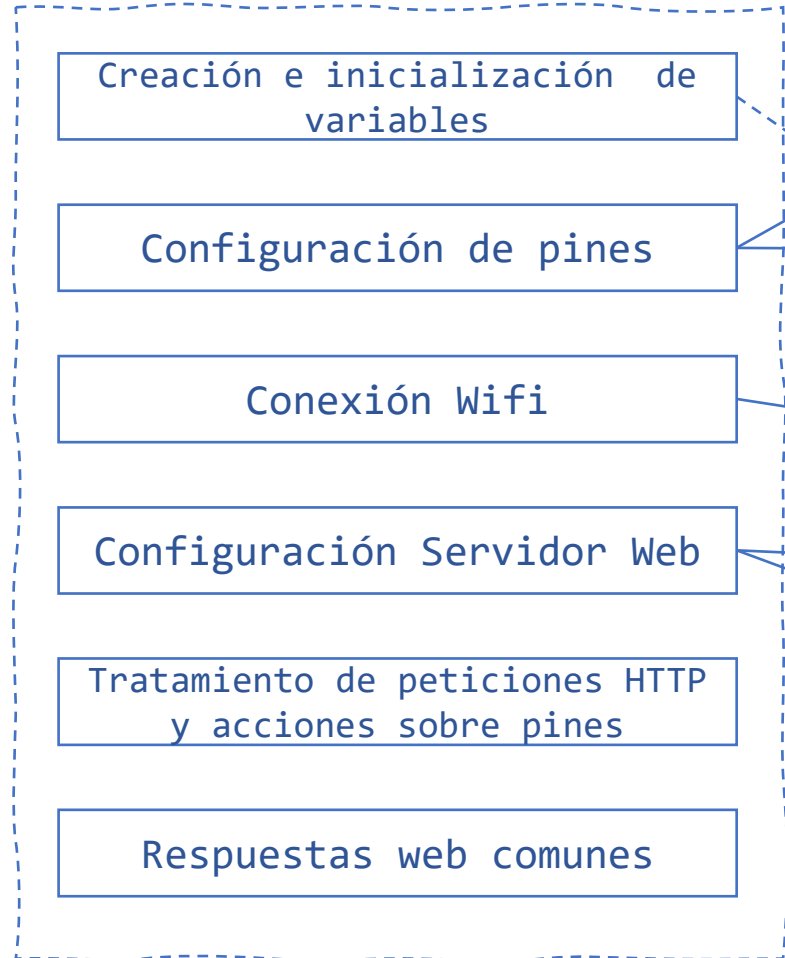 Creación e inicialización de
variables
Configuración de pines
Conexión Wifi
Configuración Servidor Web
Tratamiento de peticiones HTTP
y acciones sobre pines
Respuestas web comunes